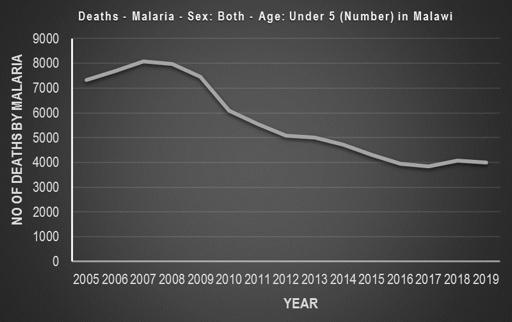 Deaths - Malaria - Sex: Both - Age: Under 5 (Number) in Malawi
9000
8000
7000
6000
5000
4000
3000
2000
1000
0
NO OF DEATHS BY MALARIA
2005 2006 2007 2008 2009 2010 2011 2012 2013 2014 2015 2016 2017 2018 2019
YEAR